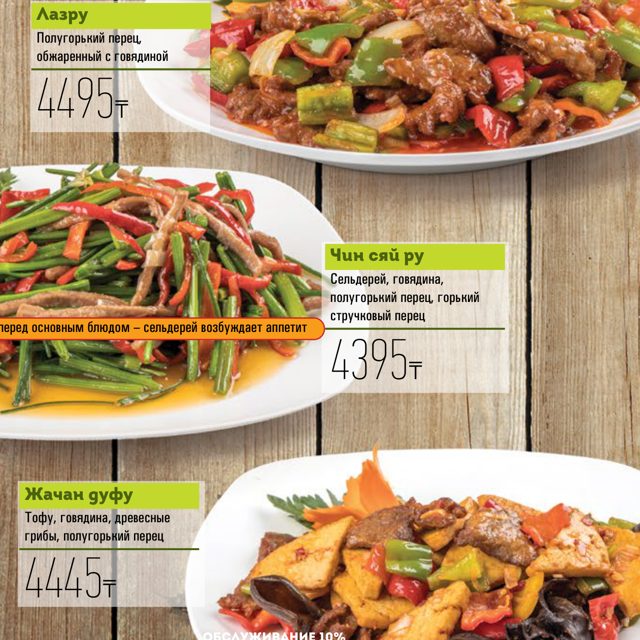 Лазру
Полугорький перец,
обжаренный с говядиной
4495₸
Чин сяй ру
Сельдерей, говядина,
полугорький перец, горький
стручковый перец
перед основным блюдом – сельдерей возбуждает аппетит
4395₸
Жачан дуфу
Тофу, говядина, древесные
грибы, полугорький перец
4445₸
ОБСЛУЖИВАНИЕ 10%